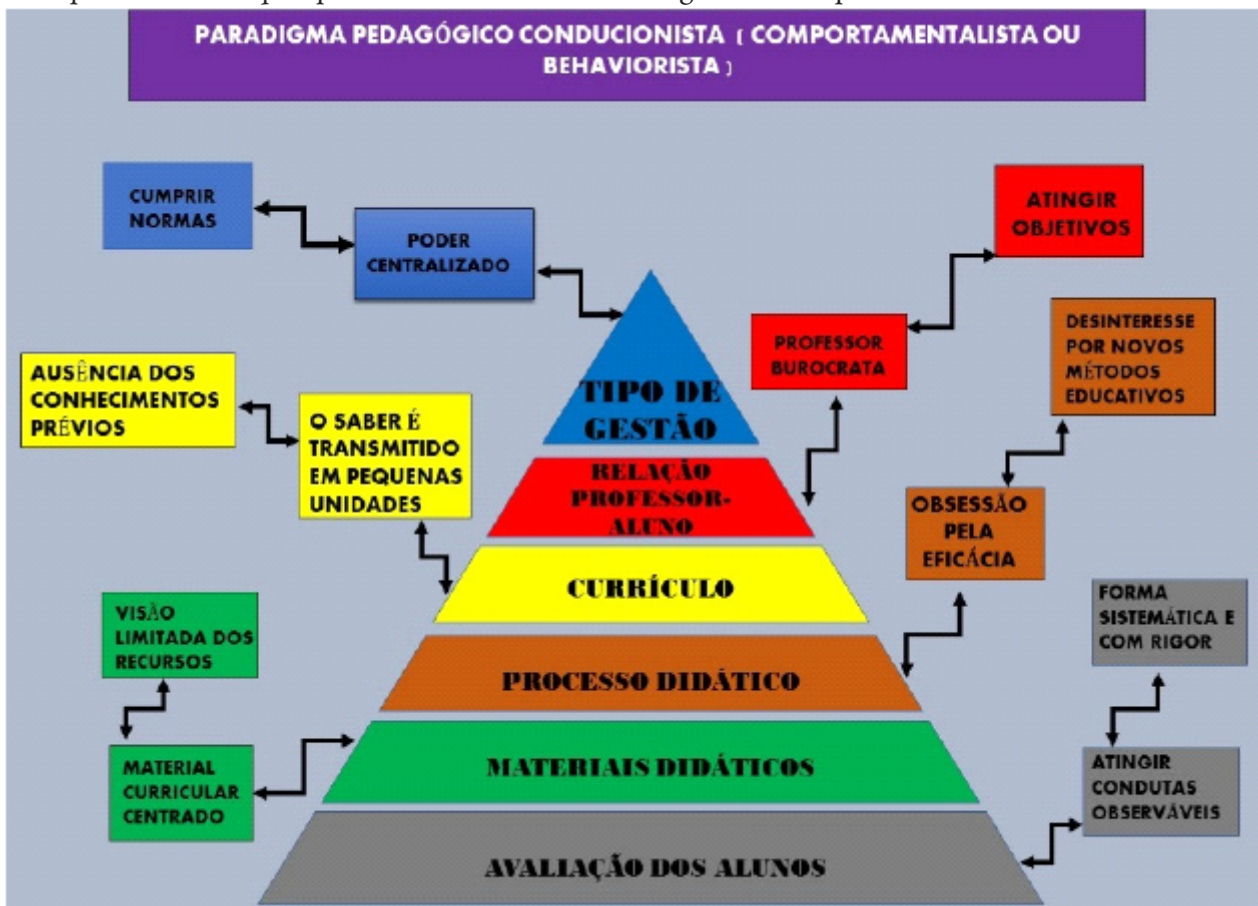 PARADIGMA PEDAGÓGICO CONDUCIONISTA ( COMPORTAMENTALISTA OU
BEHAVIORISTA )
CUMPRIR
NORMAS
PODER
CENTRALIZADO
ATINGIR
OBJETIVOS
PROFESSOR
BUROCRATA
DESINTERESSE
POR NOVOS
MÉTODOS
EDUCATIVOS
AUSÊNCIA DOS
CONHECIMENTOS
PRÉVIOS
O SABER É
TRANSMITIDO
EM PEQUENAS
UNIDADES
TIPO DE
GESTÃO
RELAÇÃO
PROFESSOR-
ALUNO
OBSESSÃO
PELA
EFICÁCIA
CURRÍCULO
VISÃO
LIMITADA DOS
RECURSOS
FORMA
SISTEMÁTICA E
COM RIGOR
PROCESSO DIDÁTICO
MATERIAL
CURRICULAR
CENTRADO
MATERIAIS DIDÁTICOS
ATINGIR
CONDUTAS
OBSERVÁVEIS
AVALIAÇÃO DOS ALUNOS